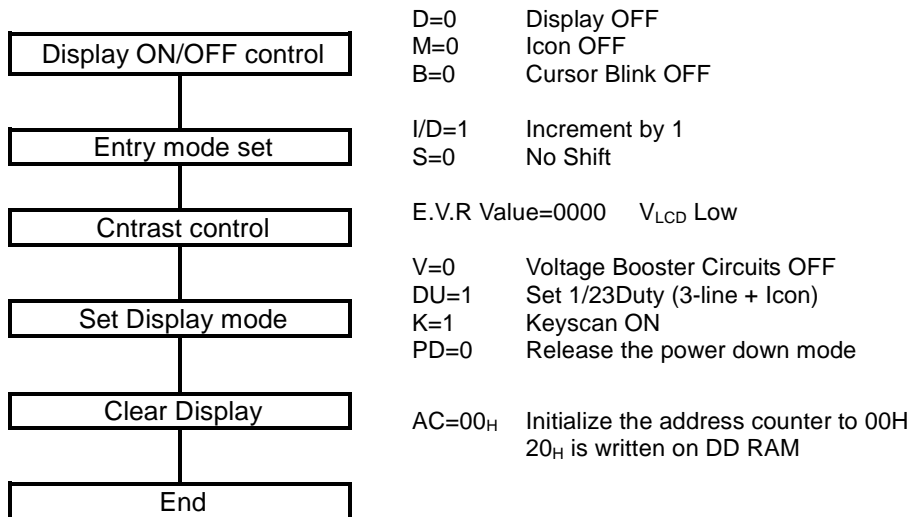 Display ON/OFF control
D=0 Display OFF
M=0 Icon OFF
B=0 Cursor Blink OFF
Entry mode set
I/D=1 Increment by 1
S=0 No Shift
Cntrast control
E.V.R Value=0000 VLCD Low
Set Display mode
V=0 Voltage Booster Circuits OFF
DU=1 Set 1/23Duty (3-line + Icon)
K=1 Keyscan ON
PD=0 Release the power down mode
Clear Display
AC=00H Initialize the address counter to 00H
20H is written on DD RAM
End